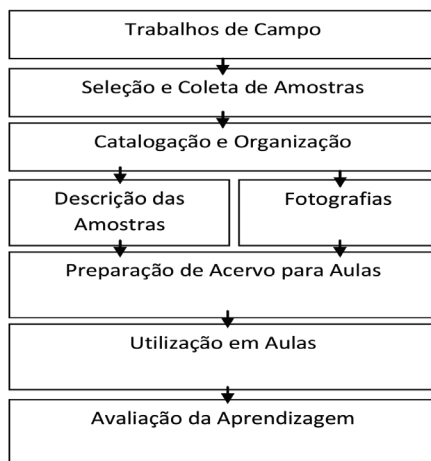 Trabalhos de Campo
Seleção e Coleta de Amostras
Catalogação e Organização
Descrição das
Amostras
Fotografias
Preparação de Acervo para Aulas
Utilização em Aulas
Avaliação da Aprendizagem